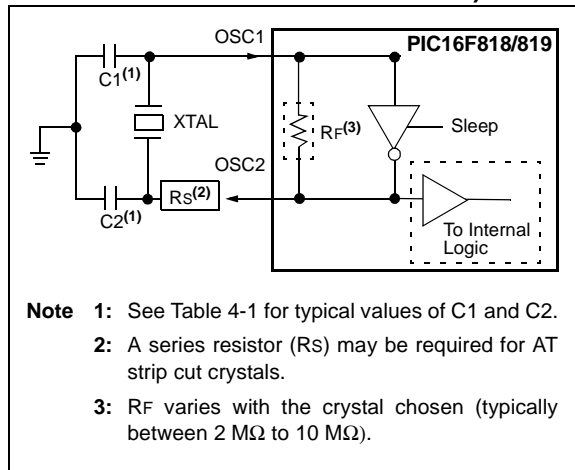 OSC1
PIC16F818/819
C1(1)
XTAL
RF(3)
Sleep
OSC2
RS(2)
C2(1)
To Internal
Logic
Note 1: See Table 4-1 for typical values of C1 and C2.
2: A series resistor (RS) may be required for AT
strip cut crystals.
3: RF varies with the crystal chosen (typically
between 2 MΩ to 10 MΩ).